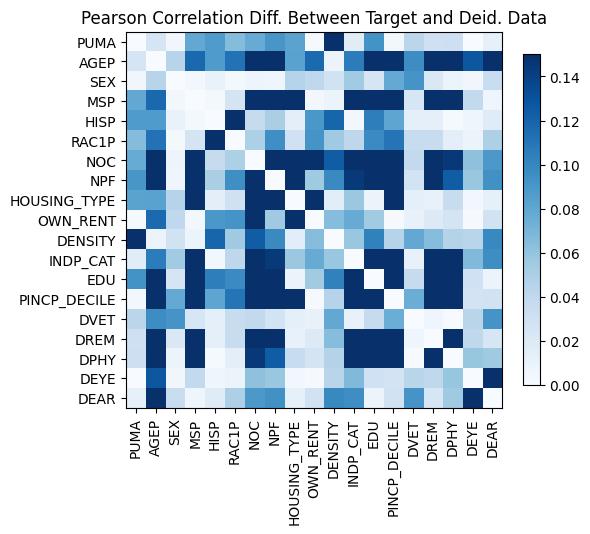 Pearson Correlation Diff. Between Target and Deid. Data
PUMA
AGEP
SEX
MSP
HISP
RAC1P
NOC
NPF
HOUSING_TYPE
OWN_RENT
DENSITY
INDP_CAT
EDU
PINCP_DECILE
DVET
DREM
DPHY
DEYE
DEAR
PUMA
AGEP
SEX
MSP
HISP
RAC1P
NOC
NPF
HOUSING_TYPE
OWN_RENT
DENSITY
INDP_CAT
EDU
PINCP_DECILE
DVET
DREM
DPHY
DEYE
DEAR
0.14
0.12
0.10
0.08
0.06
0.04
0.02
0.00